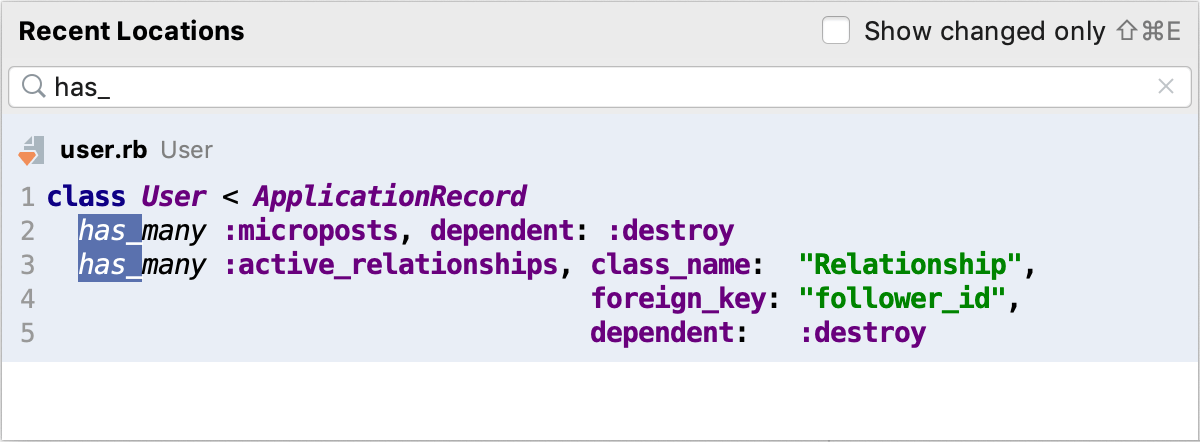 Recent Locations Show changed only ⇧⌘E
has_
user.rb User
1 class User < ApplicationRecord
2 has_many :microposts, dependent: :destroy
3 has_many :active_relationships, class_name: "Relationship",
4 foreign_key: "follower_id",
5 dependent: :destroy